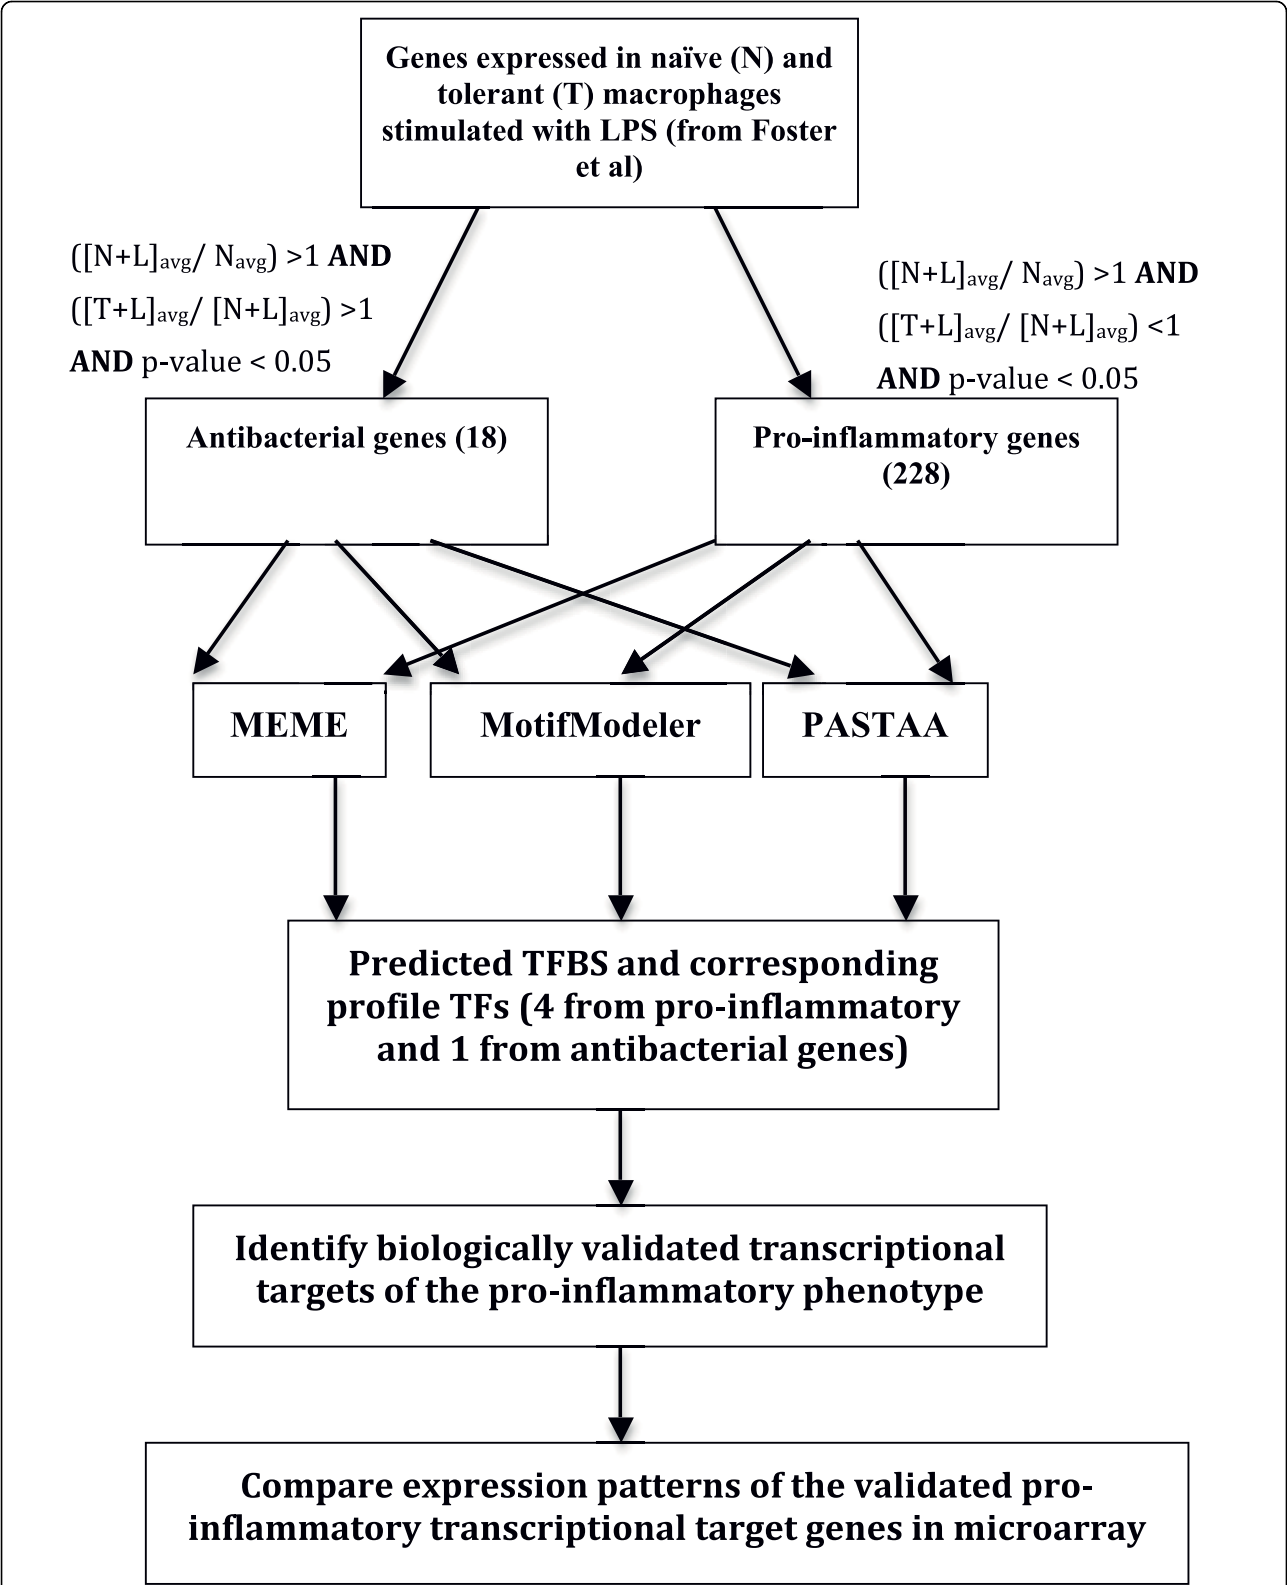 Genes expressed in naïve (N) and
tolerant (T) macrophages
stimulated with LPS (from Foster
et al)
([N+L]avg/ Navg) >1 AND
([T+L]avg/ [N+L]avg) >1
AND p-value < 0.05
([N+L]avg/ Navg) >1 AND
([T+L]avg/ [N+L]avg) <1
AND p-value < 0.05
Antibacterial genes (18)
Pro-inflammatory genes
(228)
MEME
MotifModeler
PASTAA
Predicted TFBS and corresponding
profile TFs (4 from pro-inflammatory
and 1 from antibacterial genes)
Identify biologically validated transcriptional
targets of the pro-inflammatory phenotype
Compare expression patterns of the validated pro-
inflammatory transcriptional target genes in microarray